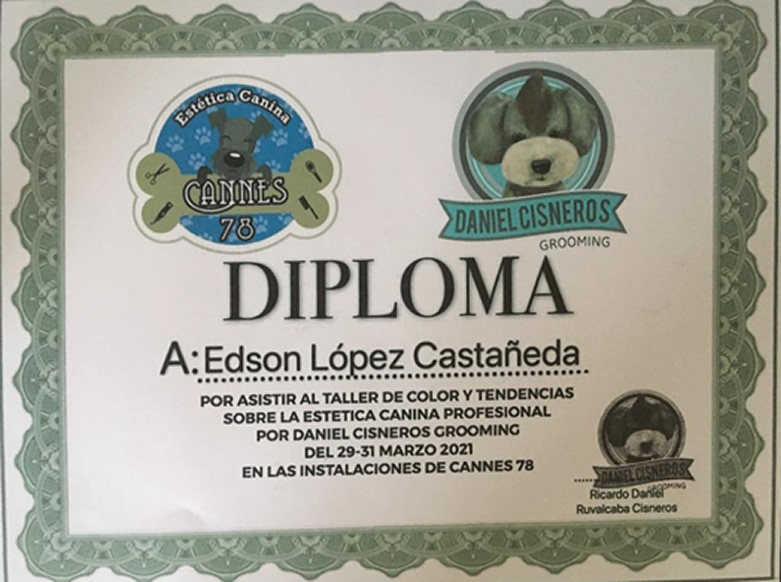 Estética Canina
CANNES
78
DANIEL CISNEROS
GROOMING
DIPLOMA
A: Edson López Castañeda
POR ASISTIR AL TALLER DE COLOR Y TENDENCIAS
SOBRE LA ESTETICA CANINA PROFESIONAL
POR DANIEL CISNEROS GROOMING
DEL 29-31 MARZO 2021
EN LAS INSTALACIONES DE CANNES 78
DANIEL CISNEROS
GROOMING
Ricardo Daniel
Ruvalcaba Cisneros